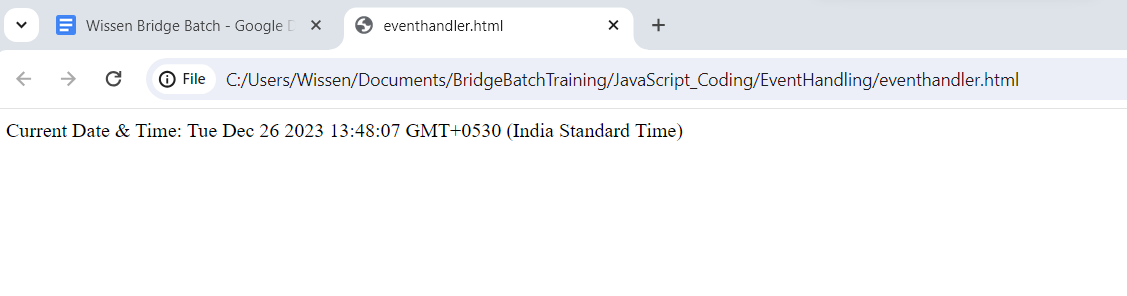 Wissen Bridge Batch - Google D
eventhandler.html
File C:/Users/Wissen/Documents/BridgeBatchTraining/JavaScript_Coding/EventHandling/eventhandler.html
Current Date & Time: Tue Dec 26 2023 13:48:07 GMT+0530 (India Standard Time)